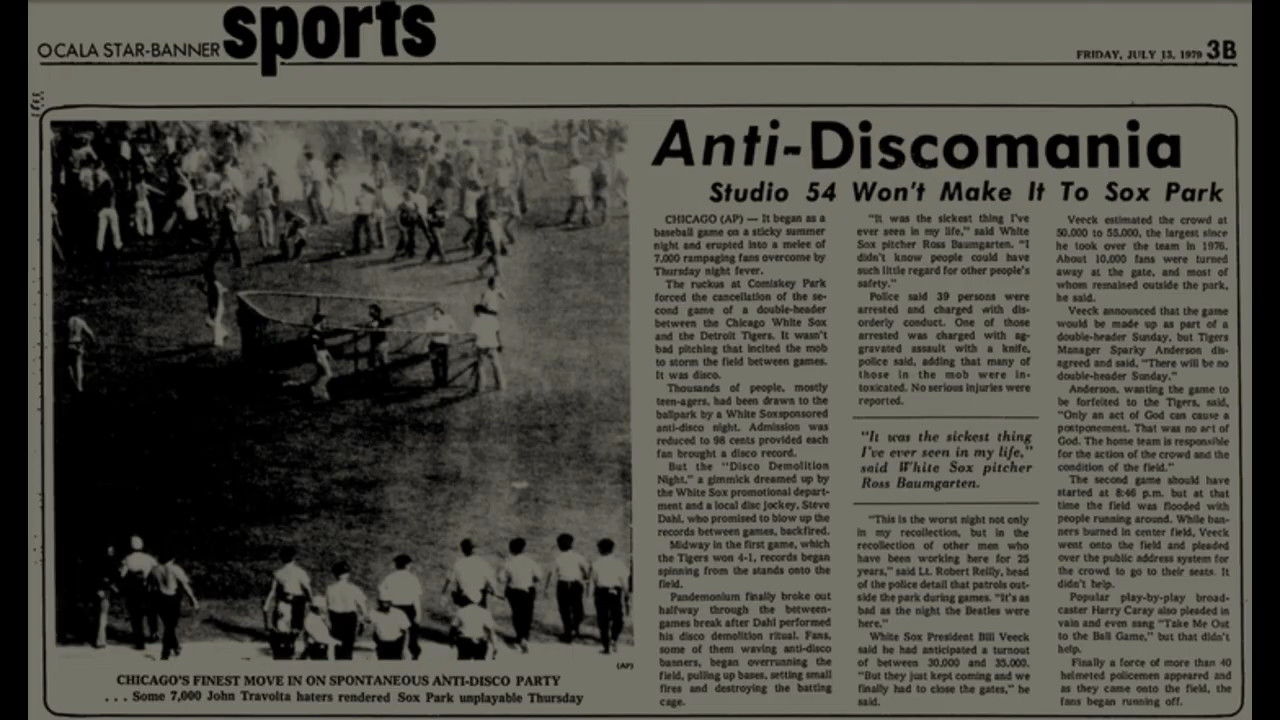 OCALA STAR-BANNER sports
FRIDAY, JULY 13, 1979 3B
Anti-Discomania
Studio 54 Won't Make It To Sox Park
CHICAGO (AP) — It began as a
baseball game on a sticky summer
night and erupted into a melee of
7,000 rampaging fans overcome by
Thursday night fever.
The ruckus at Comiskey Park
forced the cancellation of the se-
cond game of a double-header
between the Chicago White Sox
and the Detroit Tigers. It wasn't
bad pitching that incited the mob
to storm the field between games.
It was disco.
Thousands of people, mostly
teen-agers, had been drawn to the
ballpark by a White Soxsponsored
anti-disco night. Admission was
reduced to 98 cents provided each
fan brought a disco record.
But the "Disco Demolition
Night," a gimmick dreamed up by
the White Sox promotional depart-
ment and a local disc jockey, Steve
Dahl, who promised to blow up the
records between games, backfired.
Midway in the first game, which
the Tigers won 4-1, records began
spinning from the stands onto the
field.
Pandemonium finally broke out
halfway through the between-
games break after Dahl performed
his disco demolition ritual. Fans,
some of them waving anti-disco
banners, began overrunning the
field, pulling up bases, setting small
fires and destroying the batting
cage.
"It was the sickest thing I've
ever seen in my life," said White
Sox pitcher Ross Baumgarten. "I
didn't know people could have
such little regard for other people's
safety."
Police said 39 persons were
arrested and charged with dis-
orderly conduct. One of those
arrested was charged with ag-
gravated assault with a knife,
police said, adding that many of
those in the mob were in-
toxicated. No serious injuries were
reported.
"It was the sickest thing
I've ever seen in my life,"
said White Sox pitcher
Ross Baumgarten.
"This is the worst night not only
in my recollection, but in the
recollection of other men who
have been working here for 25
years," said Lt. Robert Reilly, head
of the police detail that patrols out-
side the park during games. "It's as
bad as the night the Beatles were
here."
White Sox President Bill Veeck
said he had anticipated a turnout
of between 30,000 and 35,000.
"But they just kept coming and we
finally had to close the gates," he
said.
Veeck estimated the crowd at
50,000 to 55,000, the largest since
he took over the team in 1976.
About 10,000 fans were turned
away at the gate, and most of
whom remained outside the park,
he said.
Veeck announced that the game
would be made up as part of a
double-header Sunday, but Tigers
Manager Sparky Anderson dis-
agreed and said, "There will be no
double-header Sunday."
Anderson, wanting the game to
be forfeited to the Tigers, said,
"Only an act of God can cause a
postponement. That was no act of
God. The home team is responsible
for the action of the crowd and the
condition of the field."
The second game should have
started at 8:46 p.m. but at that
time the field was flooded with
people running around. While ban-
ners burned in center field, Veeck
went onto the field and pleaded
over the public address system for
the crowd to go to their seats. It
didn't help.
Popular play-by-play broad-
caster Harry Caray also pleaded in
vain and even sang "Take Me Out
to the Ball Game," but that didn't
help.
Finally a force of more than 40
helmeted policemen appeared and
as they came onto the field, the
fans began running off.
(AP)
CHICAGO'S FINEST MOVE IN ON SPONTANEOUS ANTI-DISCO PARTY
. . . Some 7,000 John Travolta haters rendered Sox Park unplayable Thursday